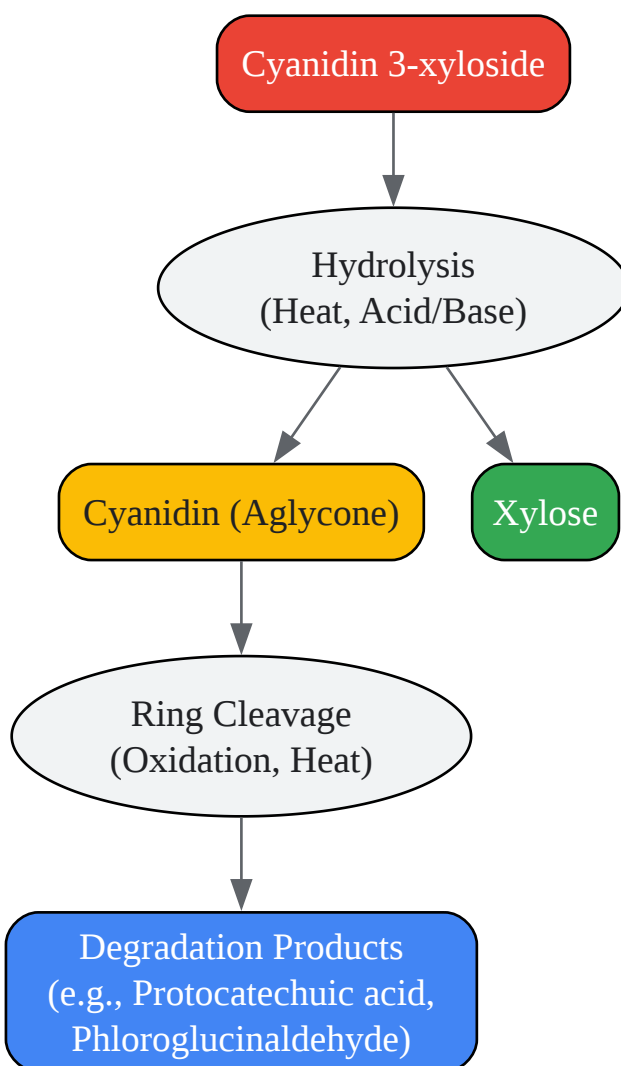 Cyanidin 3-xyloside
Hydrolysis
(Heat, Acid/Base)
Cyanidin (Aglycone)
Xylose
Ring Cleavage
(Oxidation, Heat)
Degradation Products
(e.g., Protocatechuic acid,
Phloroglucinaldehyde)